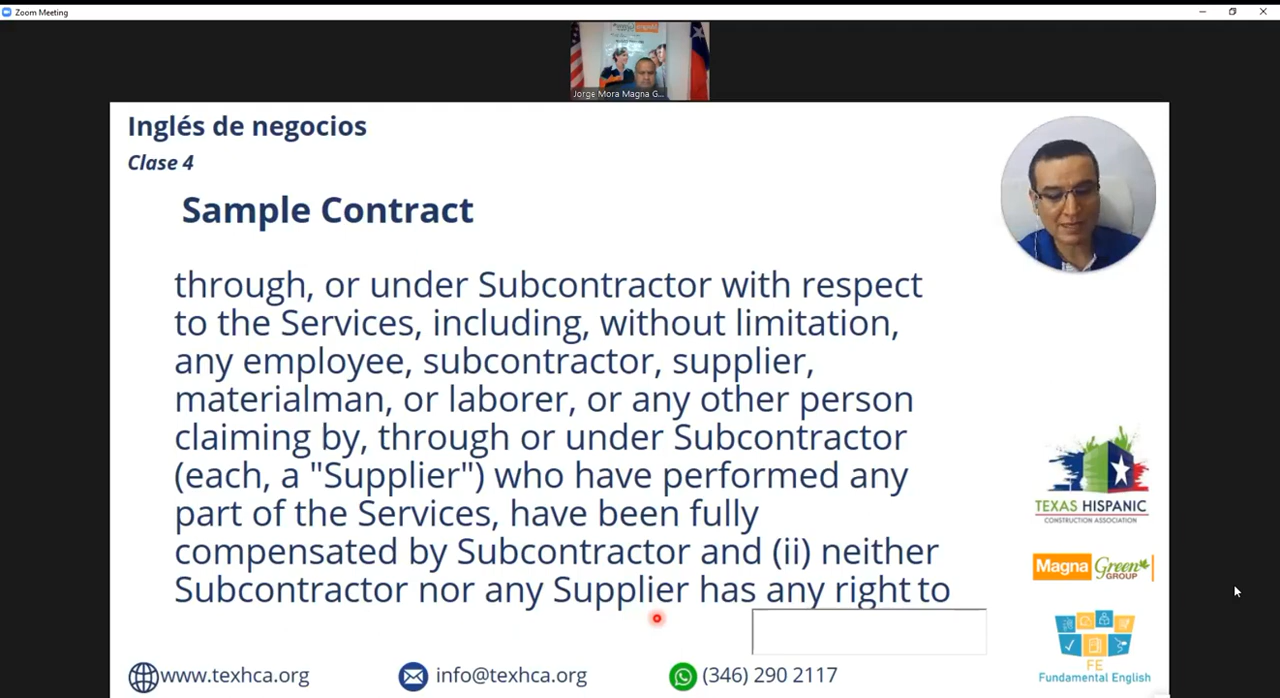 Zoom Meeting
Jorge Mora Magna G...
Inglés de negocios
Clase 4
Sample Contract
through, or under Subcontractor with respect
to the Services, including, without limitation,
any employee, subcontractor, supplier,
materialman, or laborer, or any other person
claiming by, through or under Subcontractor
(each, a "Supplier") who have performed any
part of the Services, have been fully
compensated by Subcontractor and (ii) neither
Subcontractor nor any Supplier has any right to
TEXAS HISPANIC
CONSTRUCTION ASSOCIATION
Magna Green
GROUP
FE
Fundamental English
www.texhca.org
info@texhca.org
(346) 290 2117